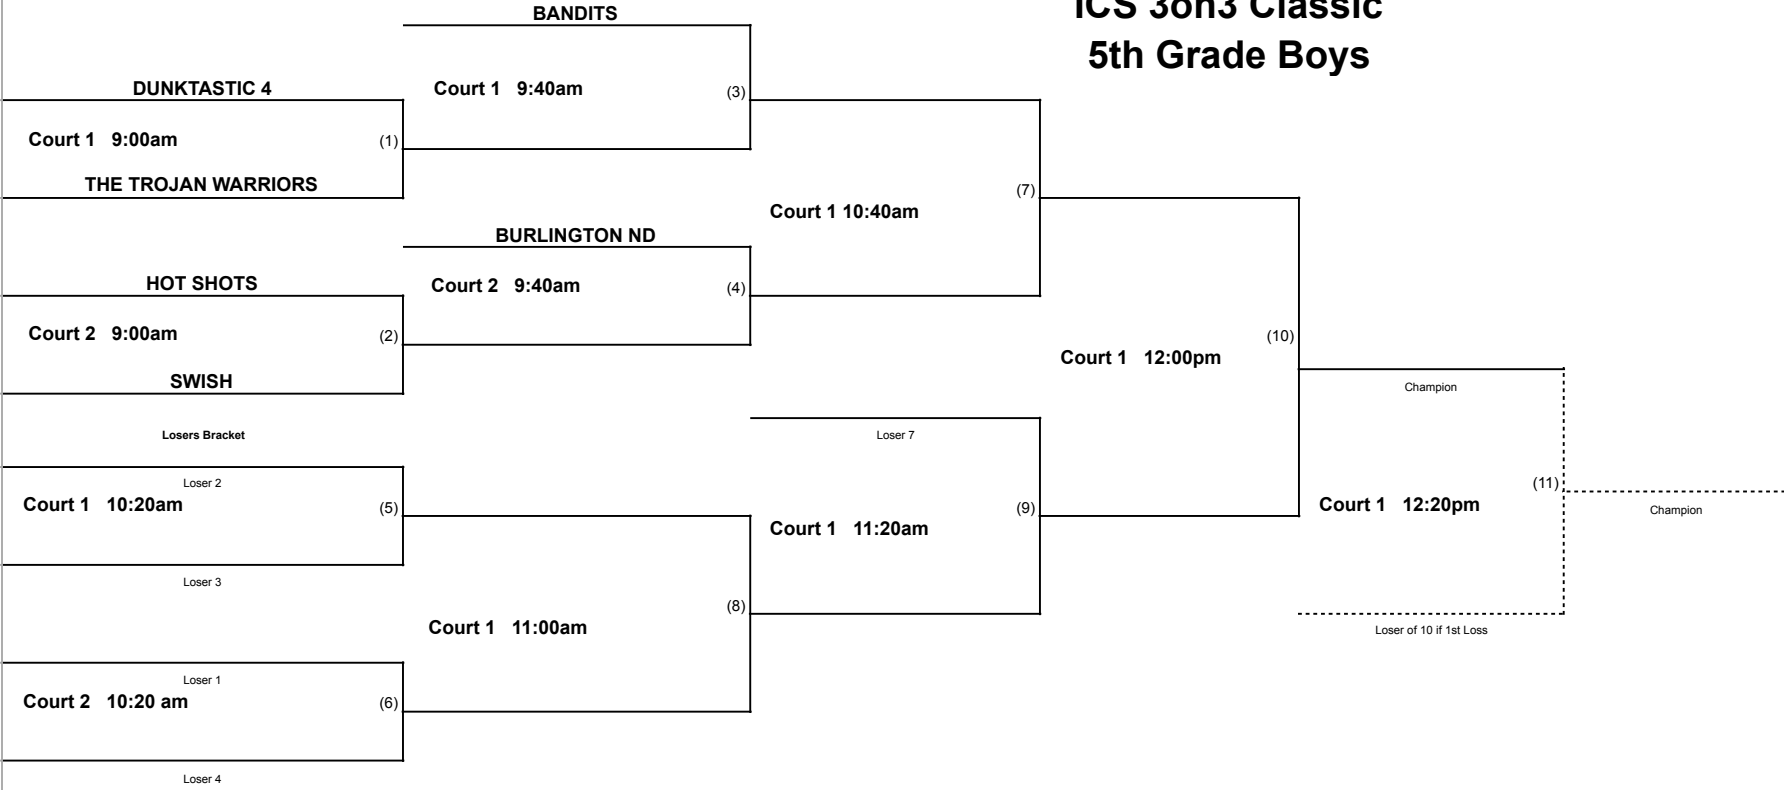 ICS 3on3 Classic
5th Grade Boys
BANDITS
DUNKTASTIC 4
Court 1 9:40am
(3)
Court 1 9:00am
(1)
THE TROJAN WARRIORS
(7)
Court 1 10:40am
BURLINGTON ND
HOT SHOTS
Court 2 9:40am
(4)
Court 2 9:00am
(2)
(10)
Court 1 12:00pm
SWISH
Champion
Losers Bracket
Loser 7
Loser 2
Court 1 10:20am
(5)
Court 1 11:20am
(9)
Court 1 12:20pm
(11)
Champion
Loser 3
(8)
Court 1 11:00am
Loser of 10 if 1st Loss
Loser 1
Court 2 10:20 am
(6)
Loser 4